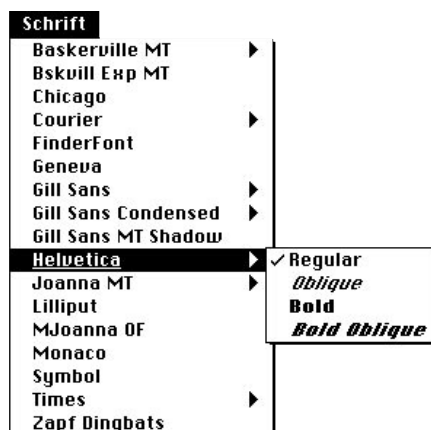 Schrift
Baskerville MT
Bskvill Exp MT
Chicago
Courier
FinderFont
Geneva
Gill Sans
Gill Sans Condensed
Gill Sans MT Shadow
Helvetica
Joanna MT
Lilliput
MJoanna OF
Monaco
Symbol
Times
Zapf Dingbats
Regular
Oblique
Bold
Bold Oblique